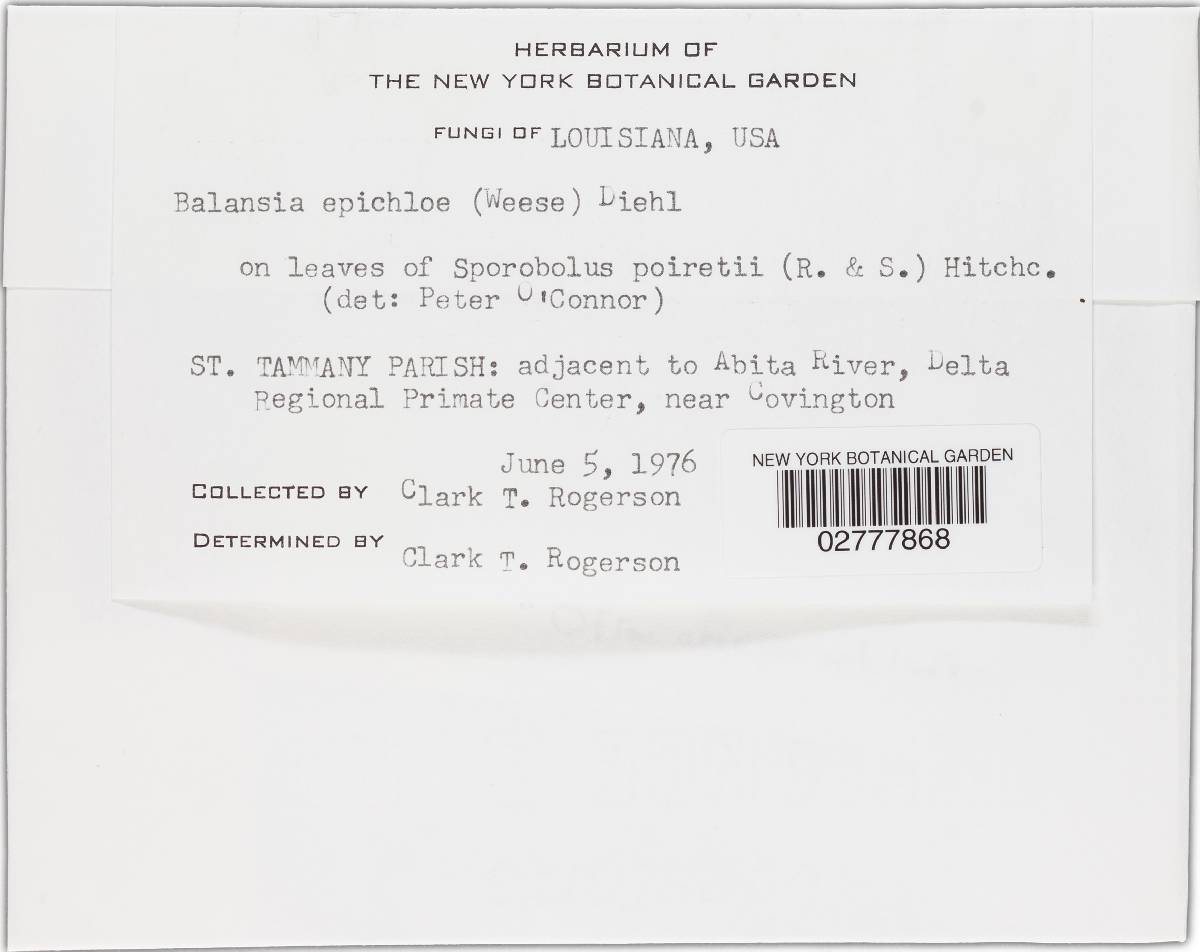 HERBARIUM OF
THE NEW YORK BOTANICAL GARDEN
FUNGI OF LOUISIANA, USA
Balansia epichloe (Weese) Diehl
on leaves of Sporobolus poiretii (R. & S.) Hitchc.
(det: Peter O'Connor)
ST. TAMMANY PARISH: adjacent to Abita River, Delta
Regional Primate Center, near Covington
June 5, 1976
COLLECTED BY Clark T. Rogerson
DETERMINED BY Clark T. Rogerson
NEW YORK BOTANICAL GARDEN
02777868